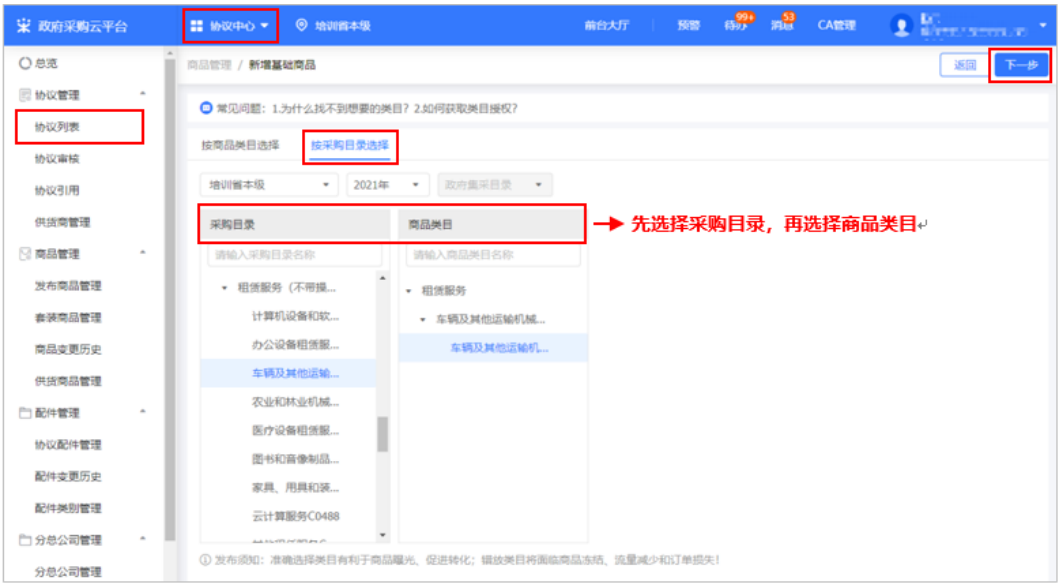 政府采购云平台
协议中心
培训省本级
前台大厅
预警
待办
99+
消息
53
CA管理
总览
协议管理
协议列表
协议审核
协议引用
供货商管理
商品管理
发布商品管理
套装商品管理
商品变更历史
供货商品管理
配件管理
协议配件管理
配件变更历史
配件类别管理
分总公司管理
分总公司管理
商品管理 / 新增基础商品
返回
下一步
常见问题：1.为什么找不到想要的类目？2.如何获取类目授权？
按商品类目选择
按采购目录选择
培训省本级
2021年
政府集采目录
采购目录
商品类目
先选择采购目录，再选择商品类目
请输入采购目录名称
请输入商品类目名称
租赁服务（不带操...
计算机设备和软...
办公设备租赁服...
车辆及其他运输...
农业和林业机械...
医疗设备租赁服...
图书和音像制品...
家具、用具和装...
云计算服务C0488
租赁服务
车辆及其他运输机械...
车辆及其他运输机...
发布须知：准确选择类目有利于商品曝光、促进转化；错放类目将面临商品冻结、流量减少和订单损失！